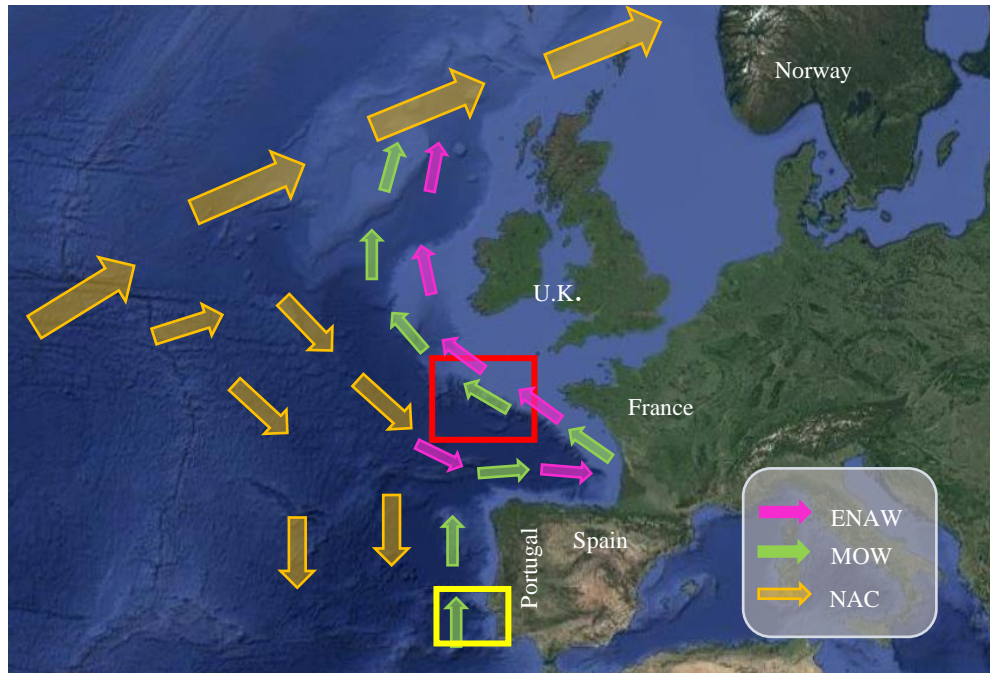 Norway
U.K.
France
Portugal
Spain
ENAW
MOW
NAC